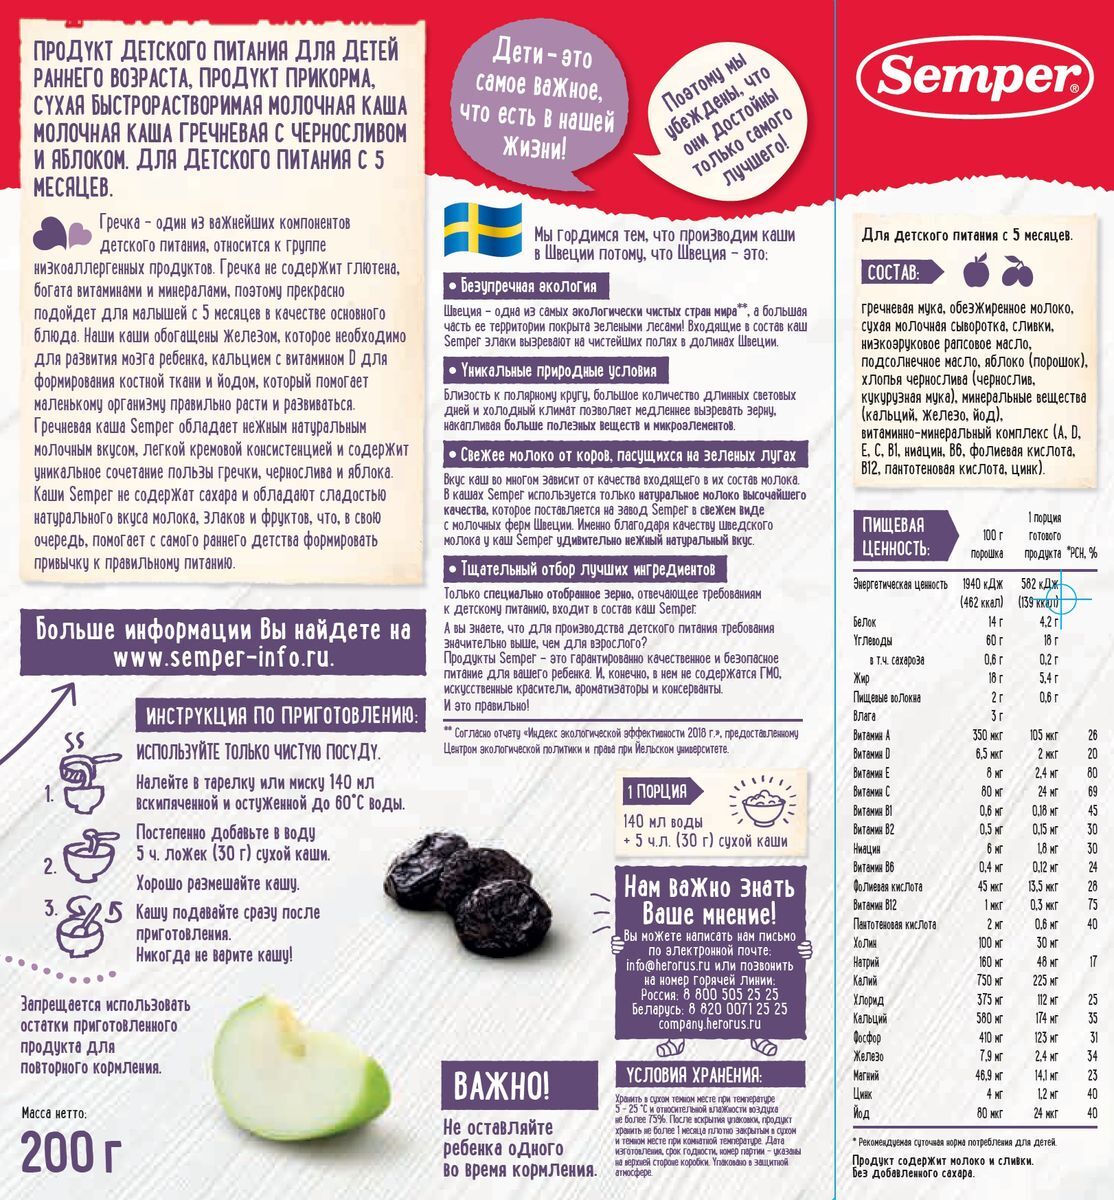 ПРОДУКТ ДЕТСКОГО ПИТАНИЯ ДЛЯ ДЕТЕЙ
РАННЕГО ВОЗРАСТА, ПРОДУКТ ПРИКОРМА,
СУХАЯ БЫСТРОРАСТВОРИМАЯ МОЛОЧНАЯ КАША
МОЛОЧНАЯ КАША ГРЕЧНЕВАЯ С ЧЕРНОСЛИВОМ
И ЯБЛОКОМ. ДЛЯ ДЕТСКОГО ПИТАНИЯ С 5
МЕСЯЦЕВ.
Гречка - один из важнейших компонентов
детского питания, относится к группе
низкоаллергенных продуктов. Гречка не содержит глютена,
богата витаминами и минералами, поэтому прекрасно
подойдет для малышей с 5 месяцев в качестве основного
блюда. Наши каши обогащены железом, которое необходимо
для развития мозга ребенка, кальцием с витамином D для
формирования костной ткани и йодом, который помогает
маленькому организму правильно расти и развиваться.
Гречневая каша Semper обладает нежным натуральным
молочным вкусом, легкой кремовой консистенцией и содержит
уникальное сочетание пользы гречки, чернослива и яблока.
Каши Semper не содержат сахара и обладают сладостью
натурального вкуса молока, злаков и фруктов, что, в свою
очередь, помогает с самого раннего детства формировать
привычку к правильному питанию.
Больше информации Вы найдете на
www.semper-info.ru.
ИНСТРУКЦИЯ ПО ПРИГОТОВЛЕНИЮ:
ИСПОЛЬЗУЙТЕ ТОЛЬКО ЧИСТУЮ ПОСУДУ.
1.
Налейте в тарелку или миску 140 мл
вскипяченной и остуженной до 60°С воды.
2.
Постепенно добавьте в воду
5 ч. ложек (30 г) сухой каши.
Хорошо размешайте кашу.
3.
Кашу подавайте сразу после
приготовления.
Никогда не варите кашу!
Запрещается использовать
остатки приготовленного
продукта для
повторного кормления.
Масса нетто:
200 г
Дети - это
самое важное,
что есть в нашей
жизни!
Поэтому мы
убеждены, что
они достойны
только самого
лучшего!
Мы гордимся тем, что производим каши
в Швеции потому, что Швеция - это:
• Безупречная экология
Швеция - одна из самых экологически чистых стран мира**, а большая
часть ее территории покрыта зелеными лесами! Входящие в состав каш
Semper злаки вызревают на чистейших полях в долинах Швеции.
• Уникальные природные условия
Близость к полярному кругу, большое количество длинных световых
дней и холодный климат позволяет медленнее вызревать зерну,
накапливая больше полезных веществ и микроэлементов.
• Свежее молоко от коров, пасущихся на зеленых лугах
Вкус каш во многом зависит от качества входящего в их состав молока.
В кашах Semper используется только натуральное молоко высочайшего
качества, которое поставляется на завод Semper в свежем виде
с молочных ферм Швеции. Именно благодаря качеству шведского
молока у каш Semper удивительно нежный натуральный вкус.
• Тщательный отбор лучших ингредиентов
Только специально отобранное зерно, отвечающее требованиям
к детскому питанию, входит в состав каш Semper.
А вы знаете, что для производства детского питания требования
значительно выше, чем для взрослого?
Продукты Semper - это гарантированно качественное и безопасное
питание для вашего ребенка. И, конечно, в нем не содержатся ГМО,
искусственные красители, ароматизаторы и консерванты.
И это правильно!
** Согласно отчету «Индекс экологической эффективности 2018 г.», предоставленному
Центром экологической политики и права при Йельском университете.
1 ПОРЦИЯ
140 мл воды
+ 5 ч.л. (30 г) сухой каши
Нам важно знать
Ваше мнение!
Вы можете написать нам письмо
по электронной почте:
info@herorus.ru или позвонить
на номер горячей линии:
Россия: 8 800 505 25 25
Беларусь: 8 820 0071 25 25
company.herorus.ru
ВАЖНО!
Не оставляйте
ребенка одного
во время кормления.
УСЛОВИЯ ХРАНЕНИЯ:
Хранить в сухом темном месте при температуре
5 - 25 °С и относительной влажности воздуха
не более 75%. После вскрытия упаковки, продукт
хранить не более 1 месяца плотно закрытым в сухом
и темном месте при комнатной температуре. Дата
изготовления, срок годности, номер партии - указаны
на верхней стороне коробки. Упаковано в защитной
атмосфере.
Semper®
Для детского питания с 5 месяцев.
СОСТАВ:
гречневая мука, обезжиренное молоко,
сухая молочная сыворотка, сливки,
низкоэруковое рапсовое масло,
подсолнечное масло, яблоко (порошок),
хлопья чернослива (чернослив,
кукурузная мука), минеральные вещества
(кальций, железо, йод),
витаминно-минеральный комплекс (A, D,
E, C, B1, ниацин, B6, фолиевая кислота,
B12, пантотеновая кислота, цинк).
ПИЩЕВАЯ ЦЕННОСТЬ: 100 г порошка 1 порция готового продукта *РСН, %
Энергетическая ценность 1940 кДж 582 кДж
(462 ккал) (139 ккал)
Белок 14 г 4,2 г
Углеводы 60 г 18 г
в т.ч. сахароза 0,6 г 0,2 г
Жир 18 г 5,4 г
Пищевые волокна 2 г 0,6 г
Влага 3 г
Витамин A 350 мкг 105 мкг 26
Витамин D 6,5 мкг 2 мкг 20
Витамин E 8 мг 2,4 мг 80
Витамин C 80 мг 24 мг 69
Витамин B1 0,6 мг 0,18 мг 45
Витамин B2 0,5 мг 0,15 мг 30
Ниацин 6 мг 1,8 мг 30
Витамин B6 0,4 мг 0,12 мг 24
Фолиевая кислота 45 мкг 13,5 мкг 28
Витамин B12 1 мкг 0,3 мкг 75
Пантотеновая кислота 2 мг 0,6 мг 40
Холин 100 мг 30 мг
Натрий 160 мг 48 мг 17
Калий 750 мг 225 мг
Хлорид 375 мг 112 мг 25
Кальций 580 мг 174 мг 35
Фосфор 410 мг 123 мг 31
Железо 7,9 мг 2,4 мг 34
Магний 46,9 мг 14,1 мг 23
Цинк 4 мг 1,2 мг 40
Йод 80 мкг 24 мкг 40
* Рекомендуемая суточная норма потребления для детей.
Продукт содержит молоко и сливки.
Без добавленного сахара.